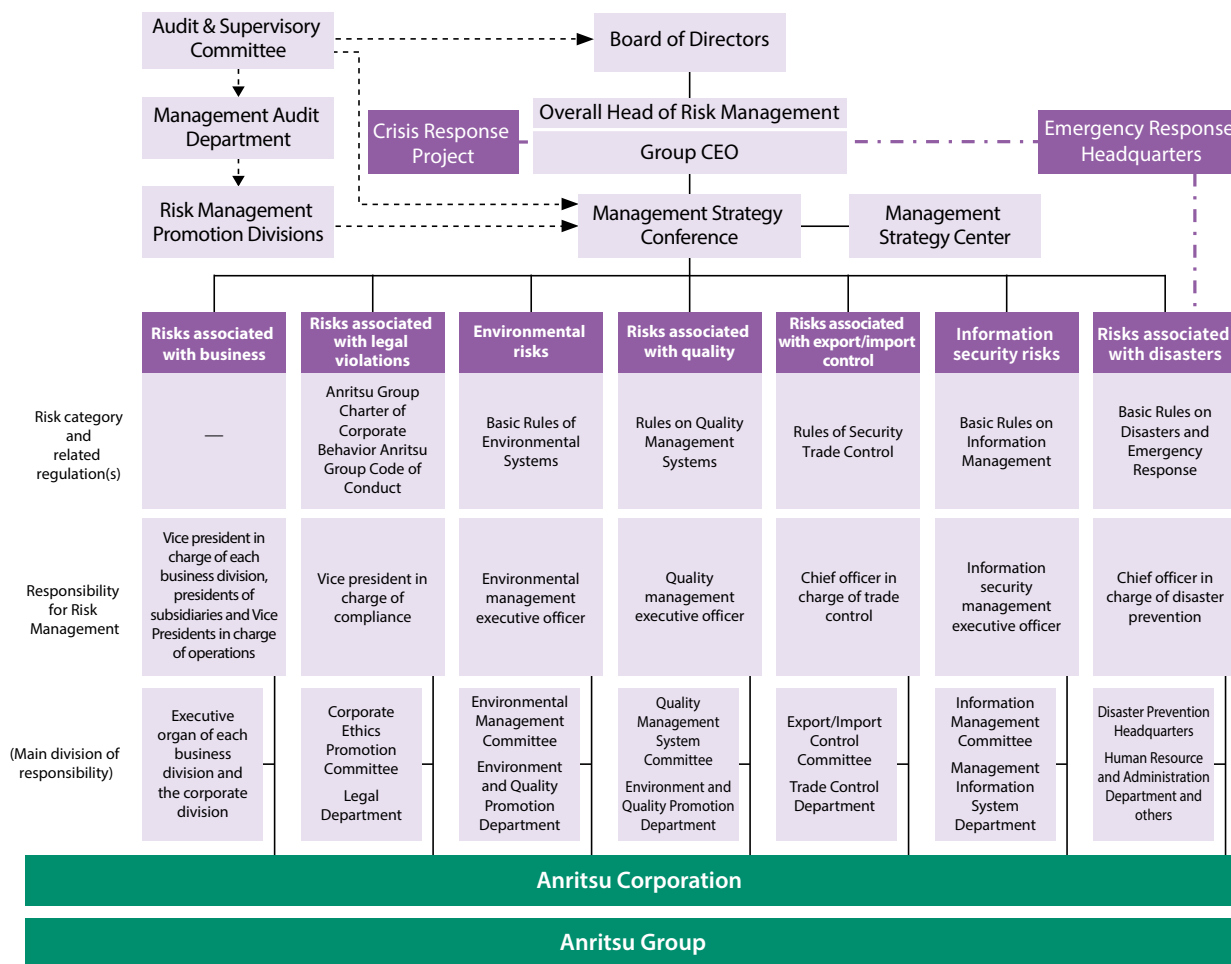 Audit & Supervisory
Committee
Board of Directors
Management Audit
Department
Crisis Response
Project
Overall Head of Risk Management
Group CEO
Emergency Response
Headquarters
Risk Management
Promotion Divisions
Management Strategy
Conference
Management
Strategy Center
Risks associated
with business
Risks associated
with legal
violations
Environmental
risks
Risks associated
with quality
Risks associated
with export/import
control
Information
security risks
Risks associated
with disasters
Risk category
and
related
regulation(s)
—
Anritsu Group
Charter of
Corporate
Behavior Anritsu
Group Code of
Conduct
Basic Rules of
Environmental
Systems
Rules on Quality
Management
Systems
Rules of Security
Trade Control
Basic Rules on
Information
Management
Basic Rules on
Disasters and
Emergency
Response
Responsibility
for Risk
Management
Vice president in
charge of each
business division,
presidents of
subsidiaries and Vice
Presidents in charge
of operations
Vice president in
charge of
compliance
Environmental
management
executive officer
Quality
management
executive officer
Chief officer in
charge of trade
control
Information
security
management
executive officer
Chief officer in
charge of disaster
prevention
(Main division of
responsibility)
Executive
organ of each
business
division and
the corporate
division
Corporate
Ethics
Promotion
Committee
Legal
Department
Environmental
Management
Committee
Environment
and Quality
Promotion
Department
Quality
Management
System
Committee
Environment and
Quality Promotion
Department
Export/Import
Control
Committee
Trade Control
Department
Information
Management
Committee
Management
Information
System
Department
Disaster Prevention
Headquarters
Human Resource
and Administration
Department and
others
Anritsu Corporation
Anritsu Group